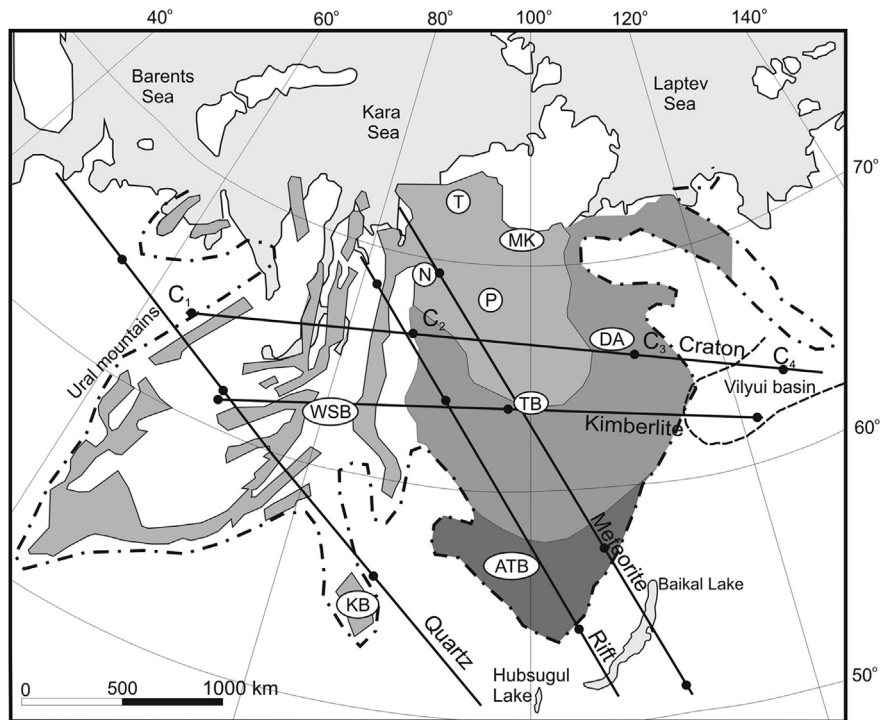 40° 60° 80° 100° 120° 140°
Barents
Sea
Kara
Sea
Laptev
Sea
70°
T
MK
N
P
C1
C2
DA
C3
Craton
C4
Ural mountains
Vilyui basin
WSB
TB
Kimberlite
60°
Meteorite
ATB
Baikal Lake
KB
Quartz
Rift
Hubsugul
Lake
50°
0 500 1000 km